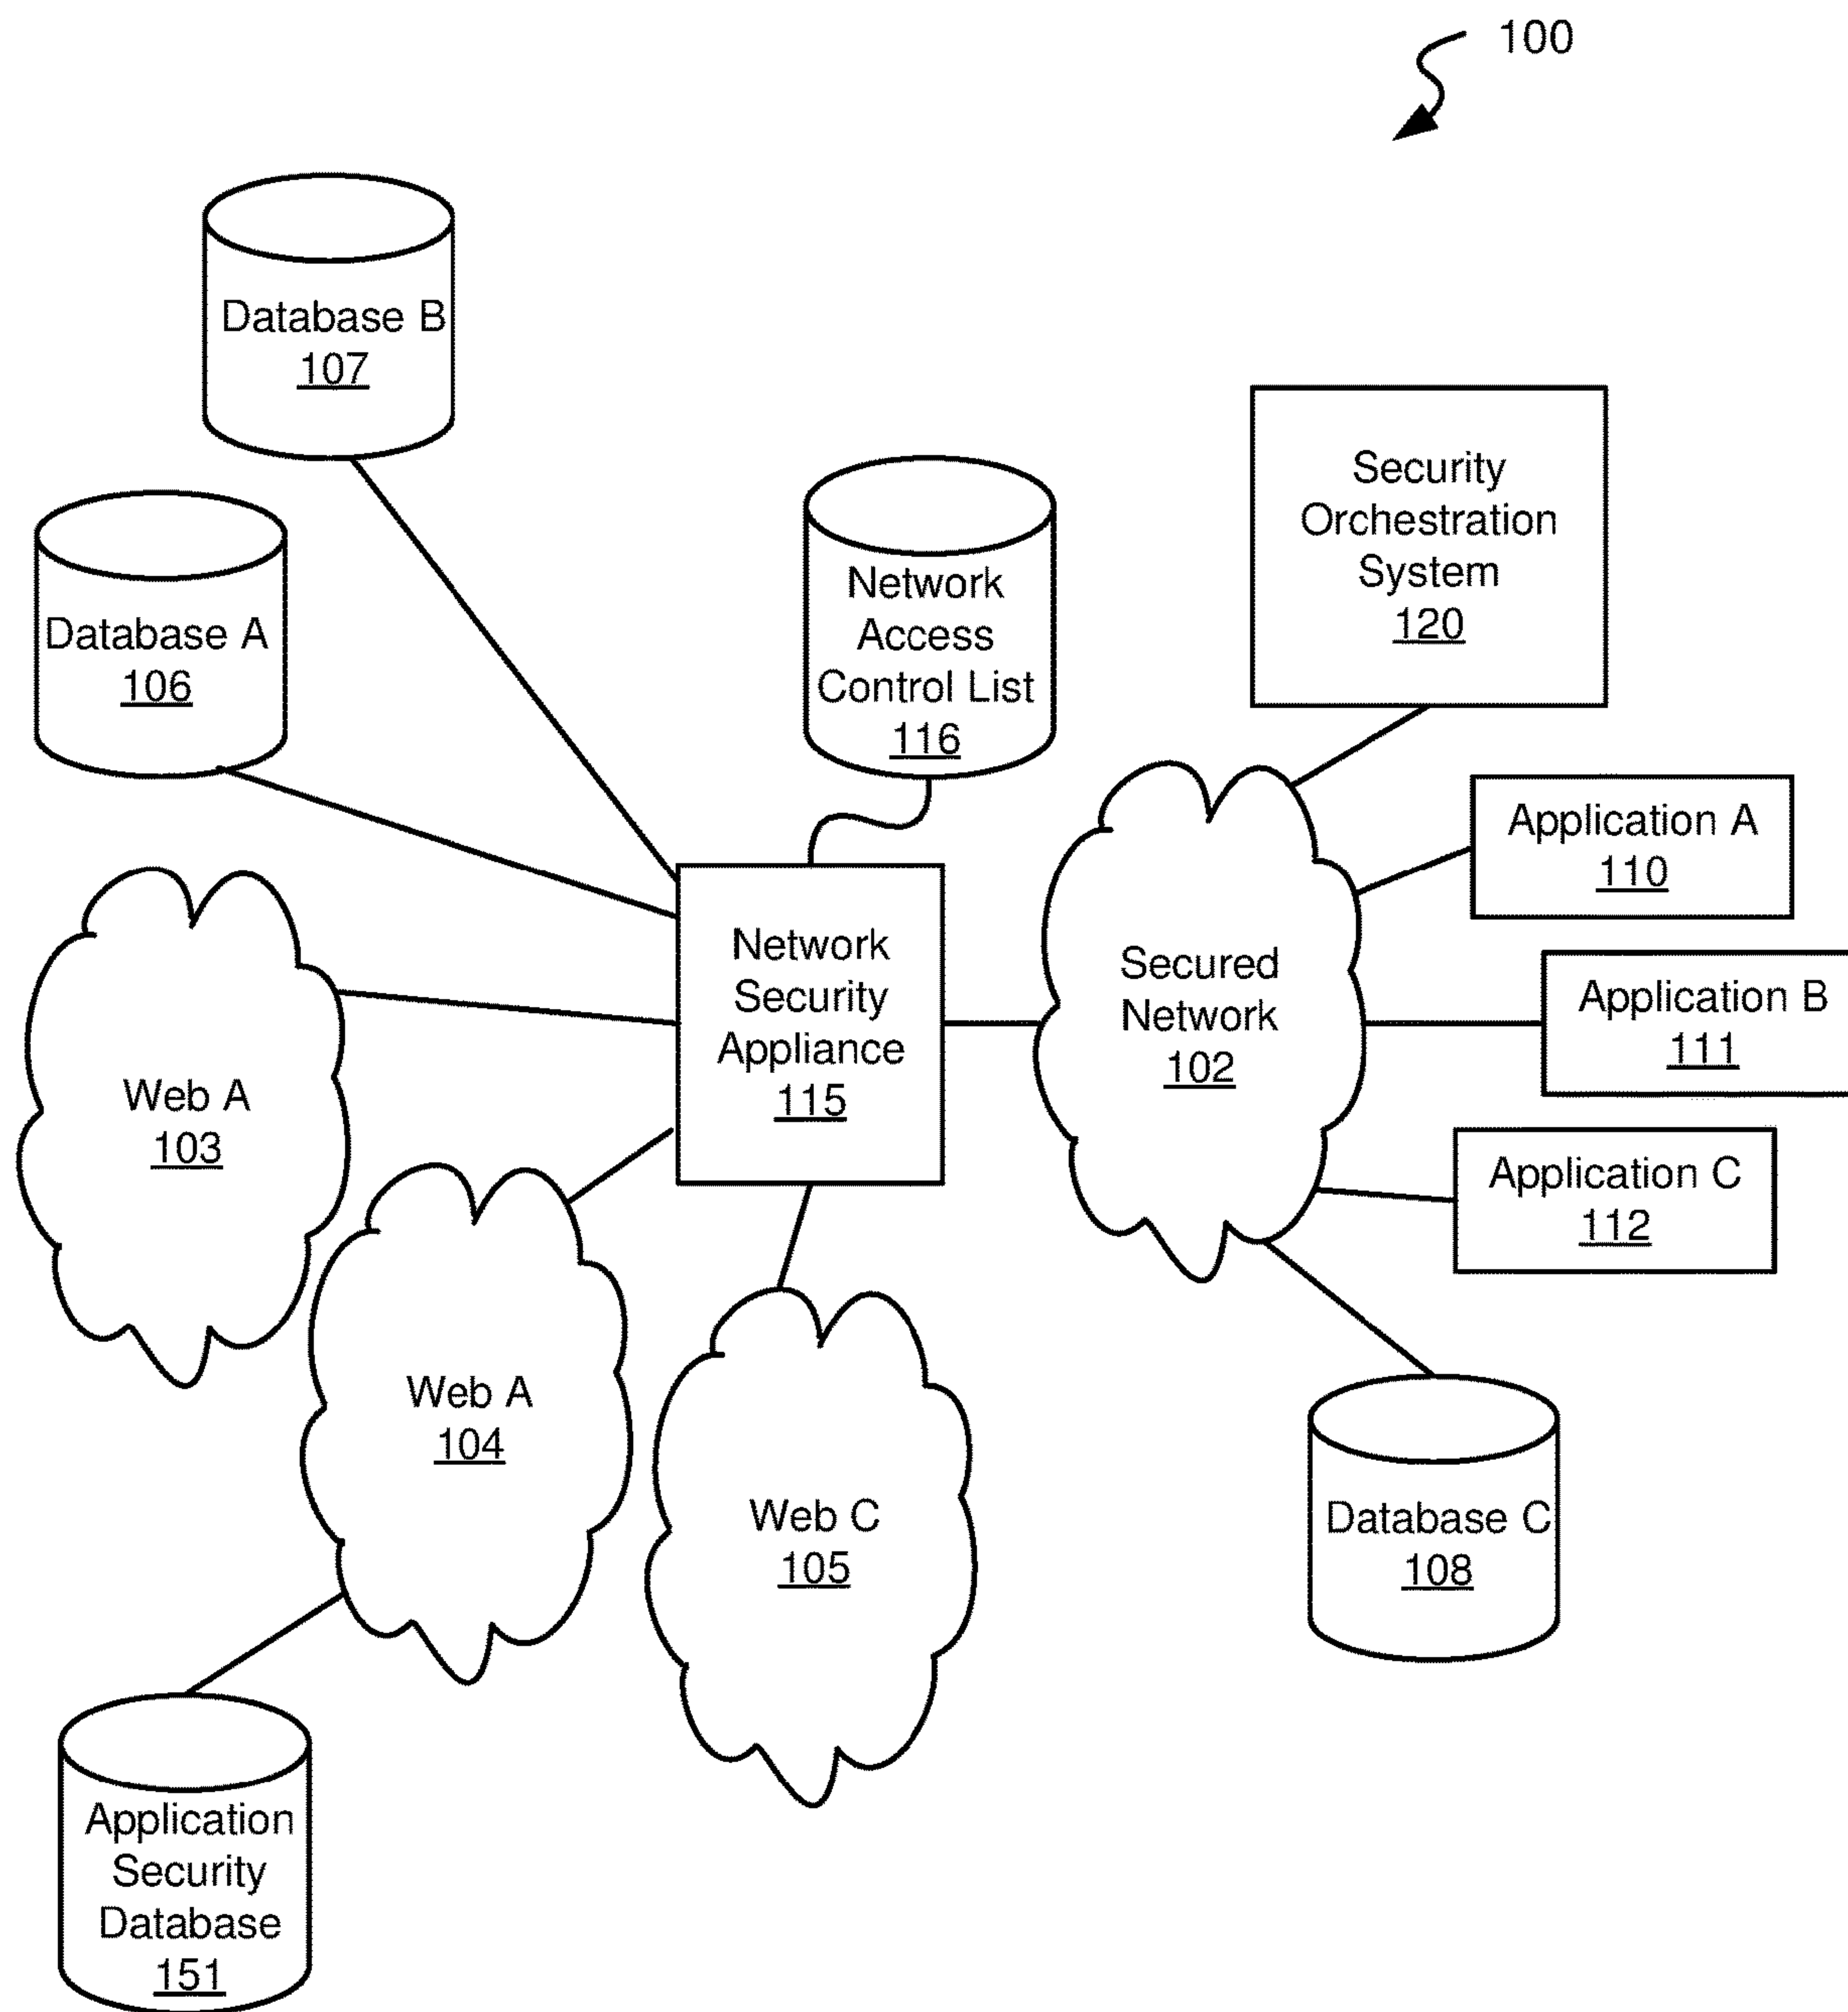 100
Database B
107
Database A
106
Network
Access
Control List
116
Security
Orchestration
System
120
Application A
110
Application B
111
Application C
112
Network
Security
Appliance
115
Secured
Network
102
Web A
103
Web A
104
Web C
105
Database C
108
Application
Security
Database
151